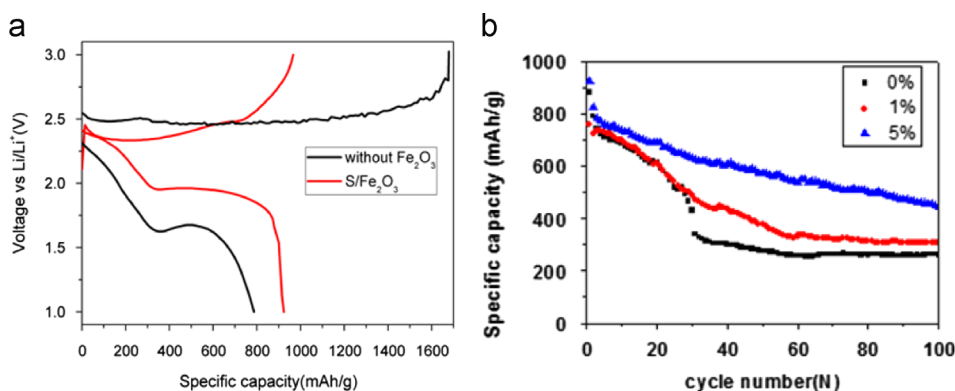 a
3.0
2.5
2.0
1.5
1.0
Voltage vs Li/Li⁺(V)
without Fe₂O₃
S/Fe₂O₃
0 200 400 600 800 1000 1200 1400 1600
Specific capacity(mAh/g)
b
1000
800
600
400
200
0
Specific capacity (mAh/g)
0%
1%
5%
0 20 40 60 80 100
cycle number(N)